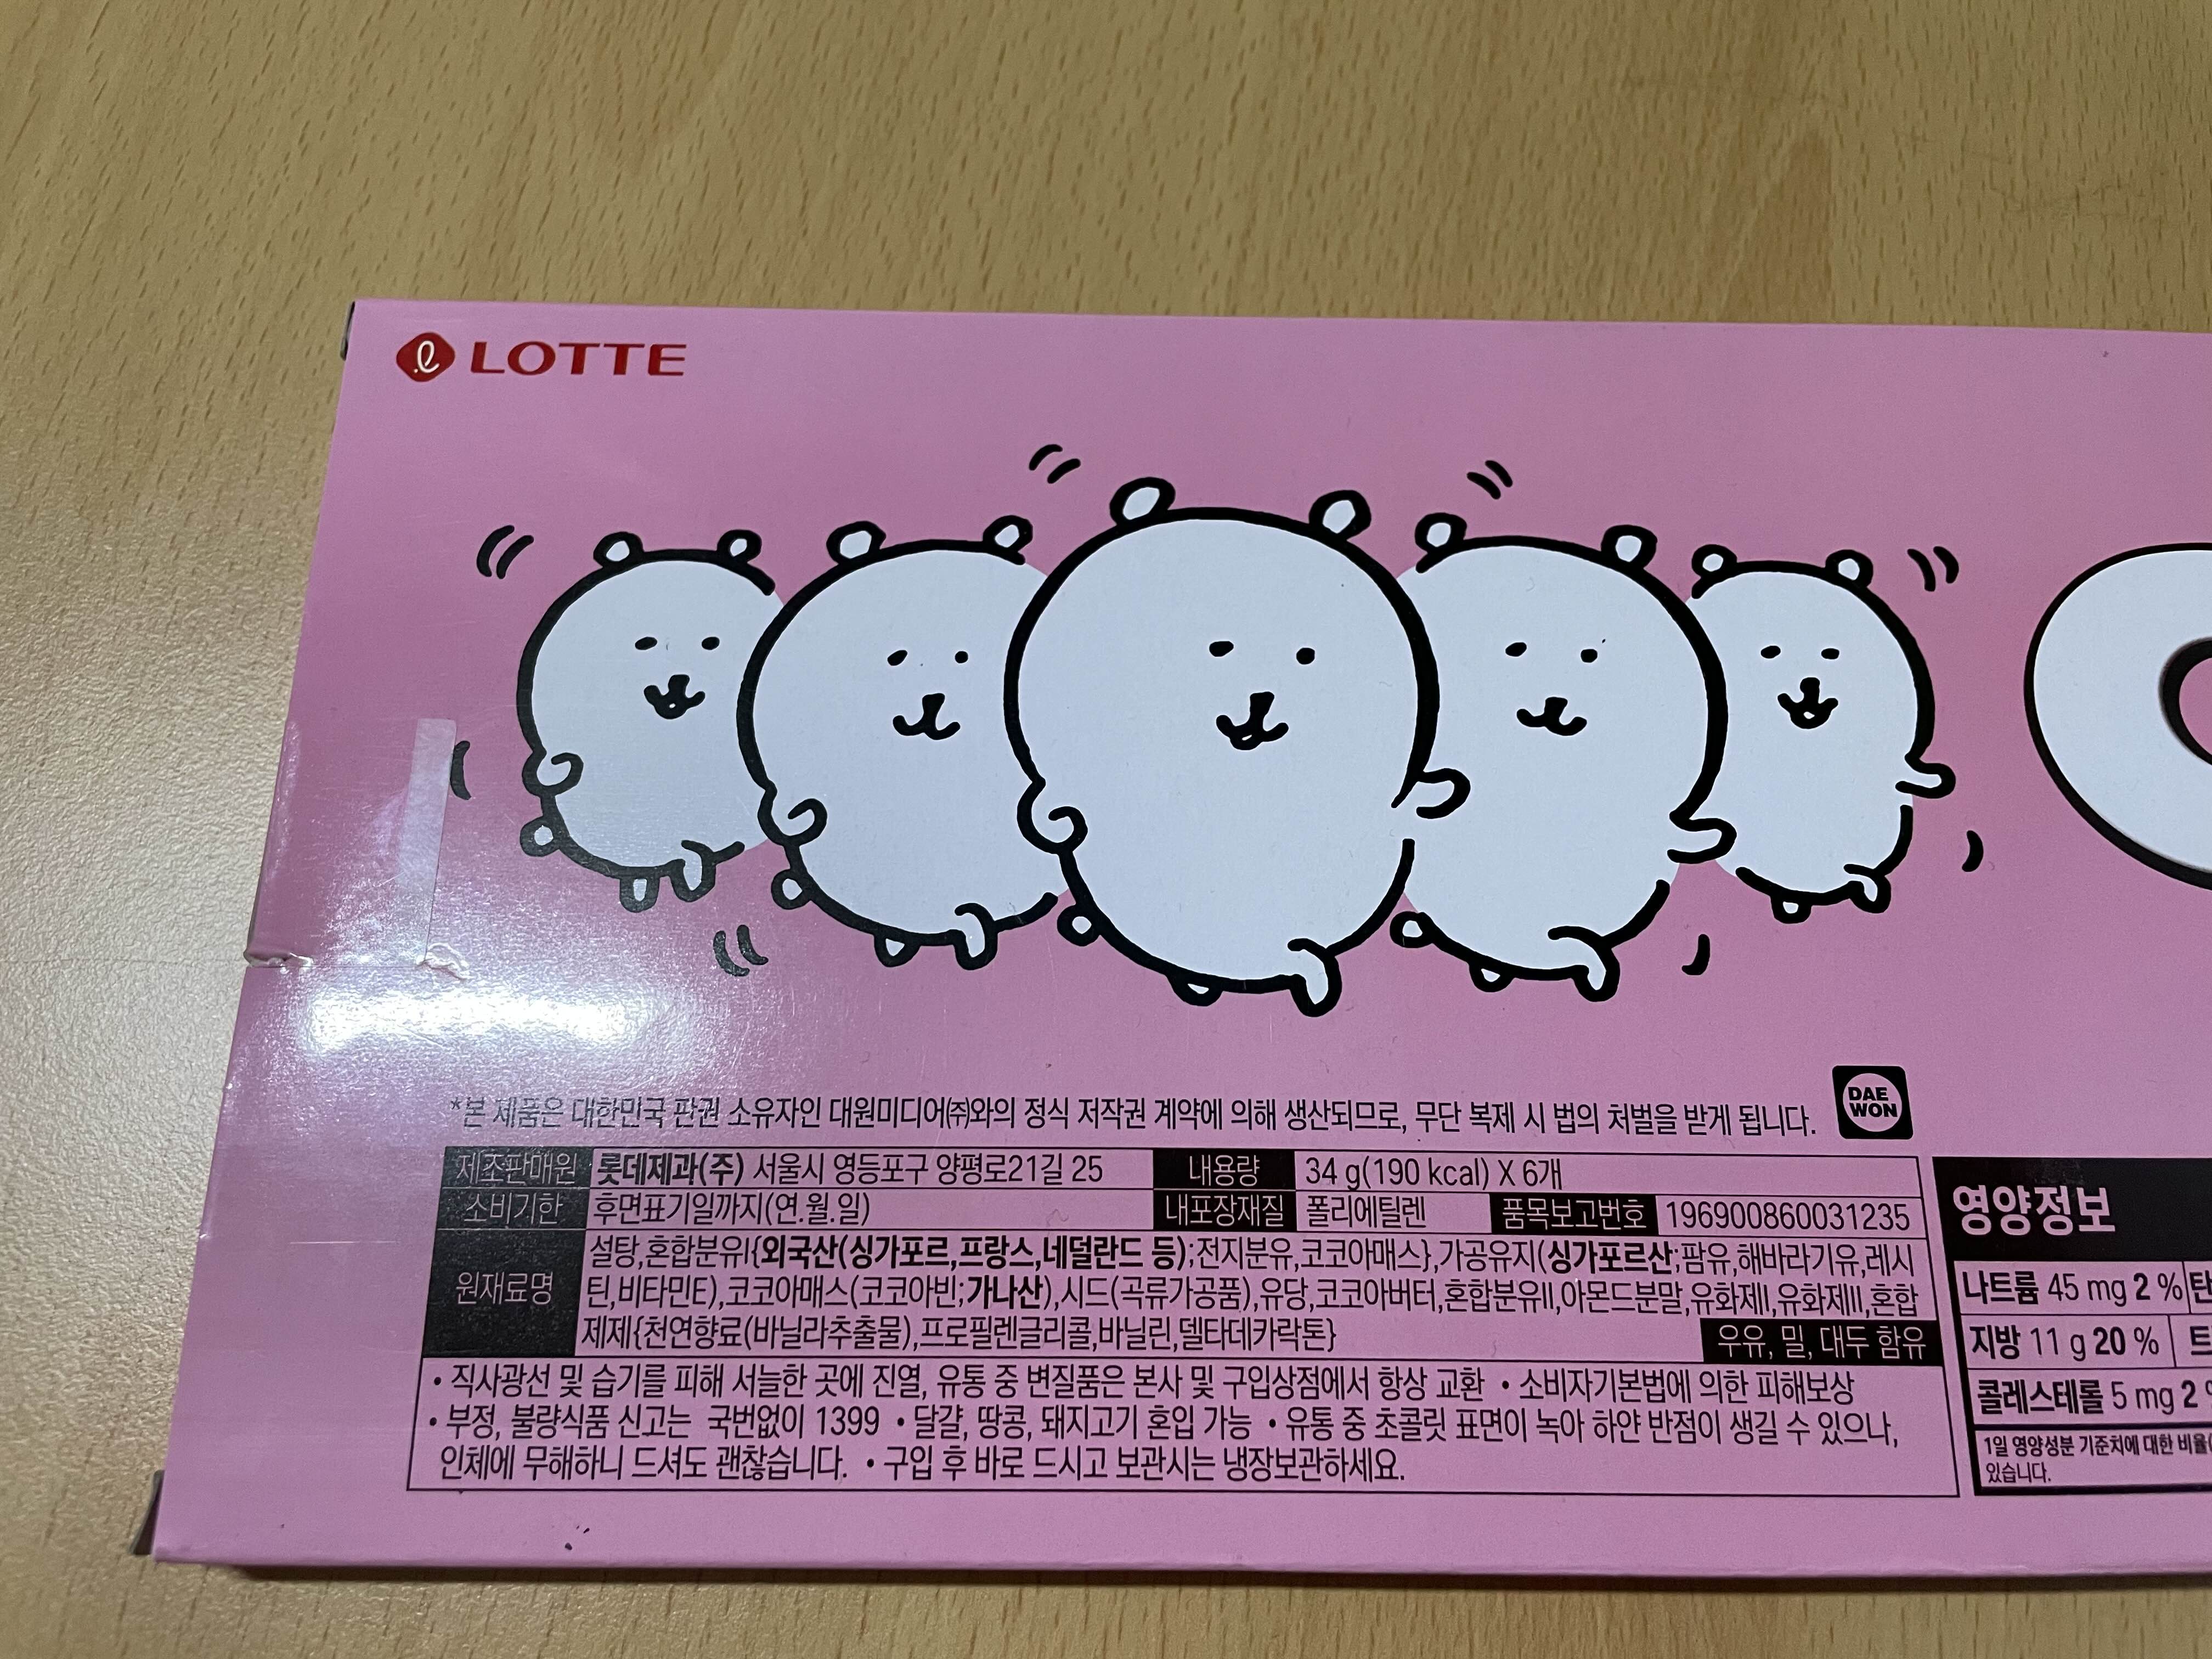 LOTTE
*본 제품은 대한민국 판권 소유자인 대원미디어㈜와의 정식 저작권 계약에 의해 생산되므로, 무단 복제 시 법의 처벌을 받게 됩니다.
DAE
WON
제조판매원 롯데제과(주) 서울시 영등포구 양평로21길 25 내용량 34 g(190 kcal) X 6개
소비기한 후면표기일까지(연.월.일) 내포장재질 폴리에틸렌 품목보고번호 196900860031235
원재료명
설탕,혼합분유I{외국산(싱가포르,프랑스,네덜란드 등);전지분유,코코아매스},가공유지(싱가포르산;팜유,해바라기유,레시
틴,비타민E),코코아매스(코코아빈;가나산),시드(곡류가공품),유당,코코아버터,혼합분유II,아몬드분말,유화제I,유화제II,혼합
제제{천연향료(바닐라추출물),프로필렌글리콜,바닐린,델타데카락톤}
우유, 밀, 대두 함유
• 직사광선 및 습기를 피해 서늘한 곳에 진열, 유통 중 변질품은 본사 및 구입상점에서 항상 교환 • 소비자기본법에 의한 피해보상
• 부정, 불량식품 신고는 국번없이 1399 • 달걀, 땅콩, 돼지고기 혼입 가능 • 유통 중 초콜릿 표면이 녹아 하얀 반점이 생길 수 있으나,
인체에 무해하니 드셔도 괜찮습니다. • 구입 후 바로 드시고 보관시는 냉장보관하세요.
영양정보
나트륨 45 mg 2 %
지방 11 g 20 %
콜레스테롤 5 mg 2
1일 영양성분 기준치에 대한 비율
있습니다.